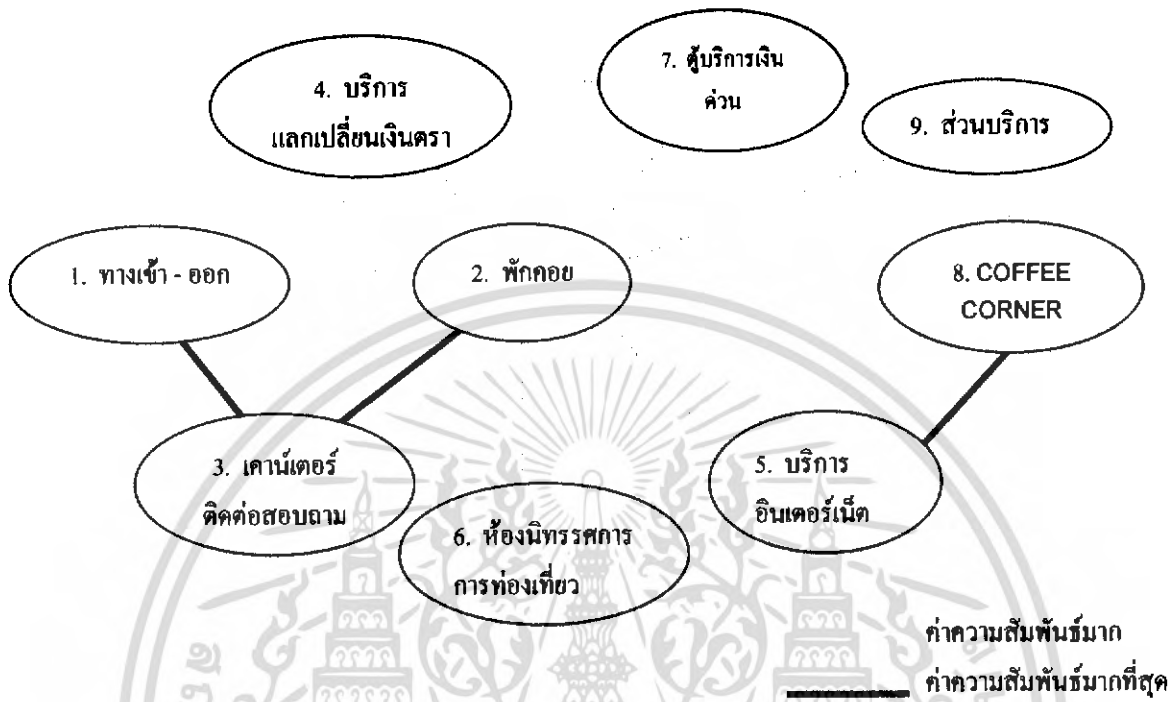 4. บริการ
แลกเปลี่ยนเงินตรา
7. ตู้บริการเงิน
ด่วน
9. ส่วนบริการ
1. ทางเข้า - ออก
2. พักคอย
8. COFFEE
CORNER
3. เคาน์เตอร์
ติดต่อสอบถาม
5. บริการ
อินเตอร์เน็ต
6. ห้องนิทรรศการ
การท่องเที่ยว
ค่าความสัมพันธ์มาก
ค่าความสัมพันธ์มากที่สุด